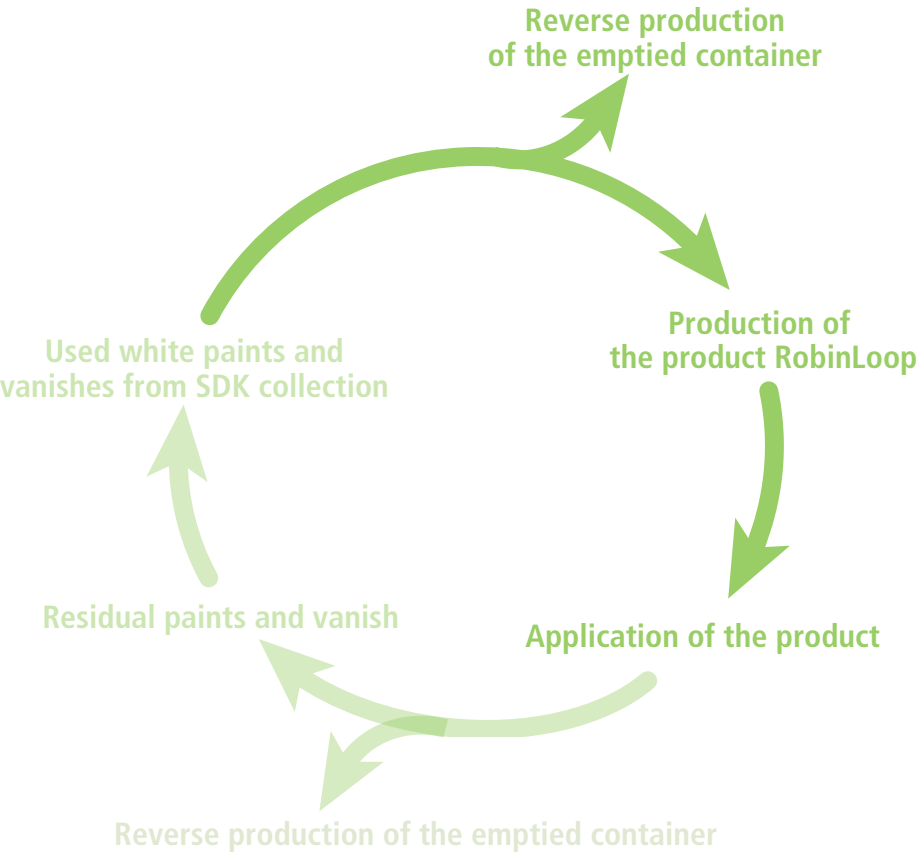 Reverse production
of the emptied container
Production of
the product RobinLoop
Used white paints and
vanishes from SDK collection
Residual paints and vanish
Application of the product
Reverse production of the emptied container